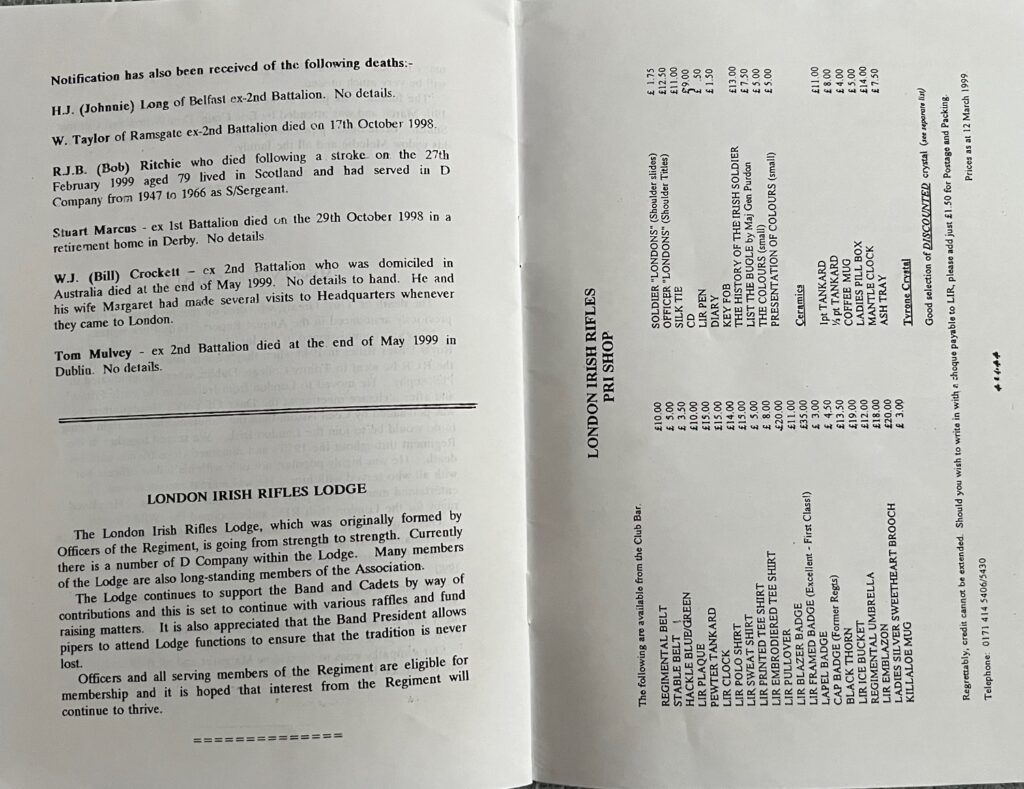 Notification has also been received of the following deaths:-
H.J. (Johnnie) Long of Belfast ex-2nd Battalion. No details.
W. Taylor of Ramsgate ex-2nd Battalion died on 17th October 1998.
R.J.B. (Bob) Ritchie who died following a stroke on the 27th
February 1999 aged 79 lived in Scotland and had served in D
Company from 1947 to 1966 as S/Sergeant.
Stuart Marcus - ex 1st Battalion died on the 29th October 1998 in a
retirement home in Derby. No details
W.J. (Bill) Crockett - ex 2nd Battalion who was domiciled in
Australia died at the end of May 1999. No details to hand. He and
his wife Margaret had made several visits to Headquarters whenever
they came to London.
Tom Mulvey - ex 2nd Battalion died at the end of May 1999 in
Dublin. No details.
LONDON IRISH RIFLES LODGE
The London Irish Rifles Lodge, which was originally formed by
Officers of the Regiment, is going from strength to strength. Currently
there is a number of D Company within the Lodge. Many members
of the Lodge are also long-standing members of the Association.
The Lodge continues to support the Band and Cadets by way of
contributions and this is set to continue with various raffles and fund
raising matters. It is also appreciated that the Band President allows
pipers to attend Lodge functions to ensure that the tradition is never
lost.
Officers and all serving members of the Regiment are eligible for
membership and it is hoped that interest from the Regiment will
continue to thrive.
==============
LONDON IRISH RIFLES
PRI SHOP
The following are available from the Club Bar.
REGIMENTAL BELT £10.00
STABLE BELT £ 5.00
HACKLE BLUE/GREEN £ 3.50
LIR PLAQUE £10.00
PEWTER TANKARD £15.00
LIR CLOCK £15.00
LIR POLO SHIRT £14.00
LIR SWEAT SHIRT £15.00
LIR PRINTED TEE SHIRT £ 5.00
LIR EMBRODIERED TEE SHIRT £ 8.00
LIR PULLOVER £20.00
LIR BLAZER BADGE £11.00
LIR FRAMED BADGE (Excellent - First Class!) £35.00
LAPEL BADGE £ 3.00
CAP BADGE (Former Regts) £ 4.50
BLACK THORN £13.50
LIR ICE BUCKET £19.00
REGIMENTAL UMBRELLA £12.00
LIR EMBLAZON £18.00
LADIES SILVER SWEETHEART BROOCH £20.00
KILLALOE MUG £ 3.00
SOLDIER "LONDONS" (Shoulder slides) £ 1.75
OFFICER "LONDONS" (Shoulder Titles) £12.50
SILK TIE £11.00
CD £9.00
LIR PEN £ .50
DIARY £ 1.50
KEY FOB
THE HISTORY OF THE IRISH SOLDIER £13.00
LIST THE BUGLE by Maj Gen Purdon £ 7.50
THE COLOURS (small) £ 5.00
PRESENTATION OF COLOURS (small)
Ceramics
1pt TANKARD £11.00
½ pt TANKARD £ 8.00
COFFEE MUG £ 4.00
LADIES PILL BOX £ 5.00
MANTLE CLOCK £14.00
ASH TRAY £ 7.50
Tyrone Crystal
Good selection of DISCOUNTED crystal (see separate list)
Regrettably, credit cannot be extended. Should you wish to write in with a cheque payable to LIR, please add just £1.50 for Postage and Packing.
Telephone: 0171 414 5406/5430
Prices as at 12 March 1999.